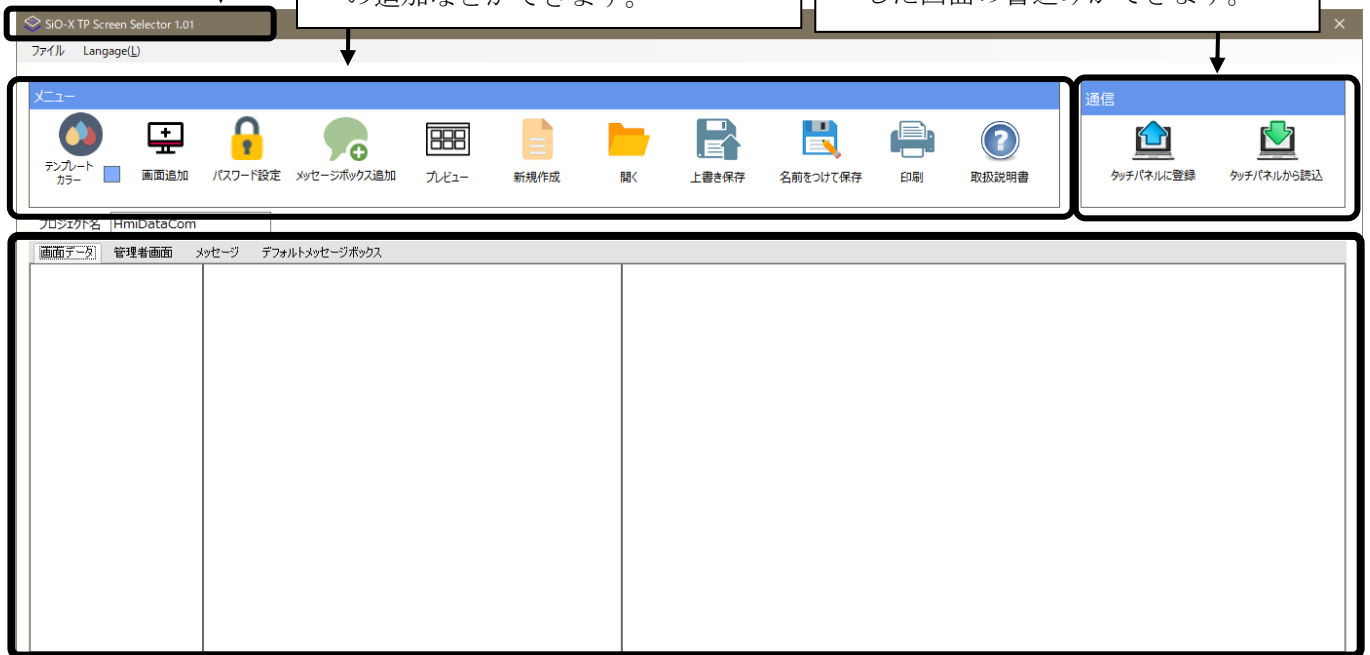 の追加などができます。
した画面の書込みができます。
SiO-X TP Screen Selector 1.01
ファイル Langage(L)
メニュー
通信
テンプレート
カラー
画面追加 パスワード設定 メッセージボックス追加 プレビュー 新規作成 開く 上書き保存 名前をつけて保存 印刷 取扱説明書
タッチパネルに登録 タッチパネルから読込
プロジェクト名 HmiDataCom
画面データ 管理者画面 メッセージ デフォルトメッセージボックス